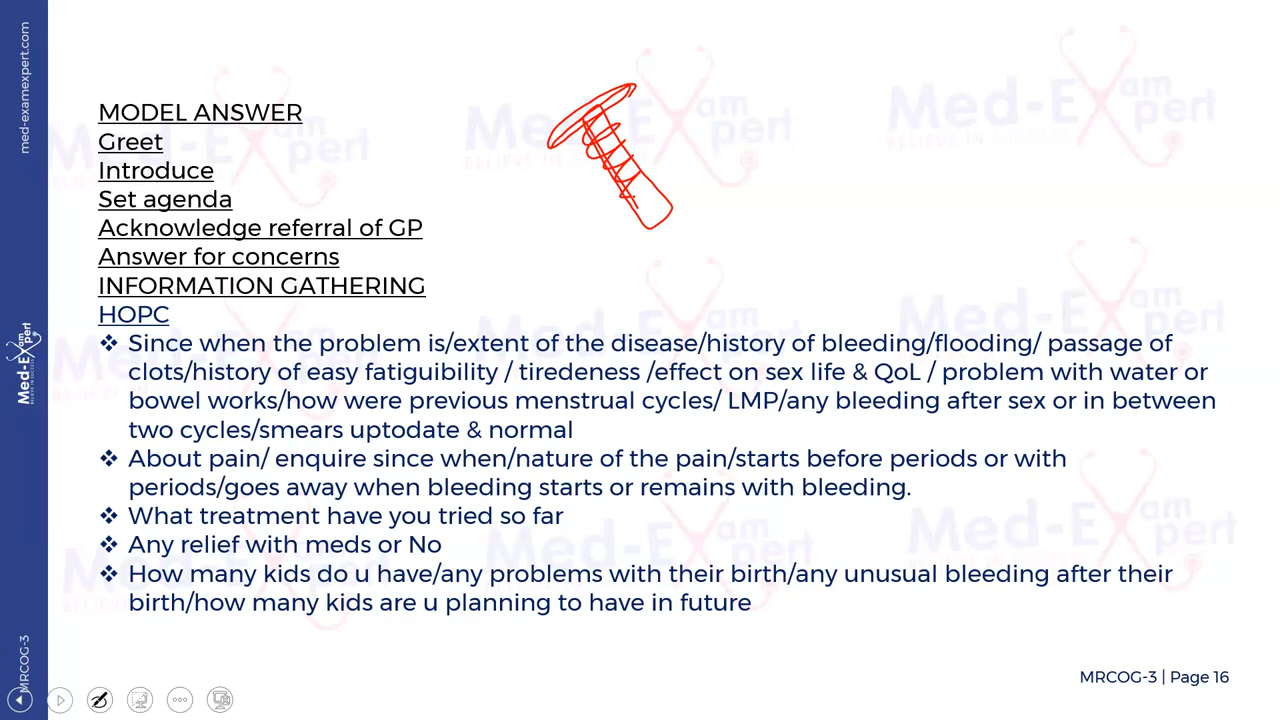 med-examexpert.com
Med-Expert
MRCOG-3
MODEL ANSWER
Greet
Introduce
Set agenda
Acknowledge referral of GP
Answer for concerns
INFORMATION GATHERING
HOPC
❖ Since when the problem is/extent of the disease/history of bleeding/flooding/ passage of
clots/history of easy fatiguibility / tiredeness /effect on sex life & QoL / problem with water or
bowel works/how were previous menstrual cycles/ LMP/any bleeding after sex or in between
two cycles/smears uptodate & normal
❖ About pain/ enquire since when/nature of the pain/starts before periods or with
periods/goes away when bleeding starts or remains with bleeding.
❖ What treatment have you tried so far
❖ Any relief with meds or No
❖ How many kids do u have/any problems with their birth/any unusual bleeding after their
birth/how many kids are u planning to have in future
MRCOG-3 | Page 16